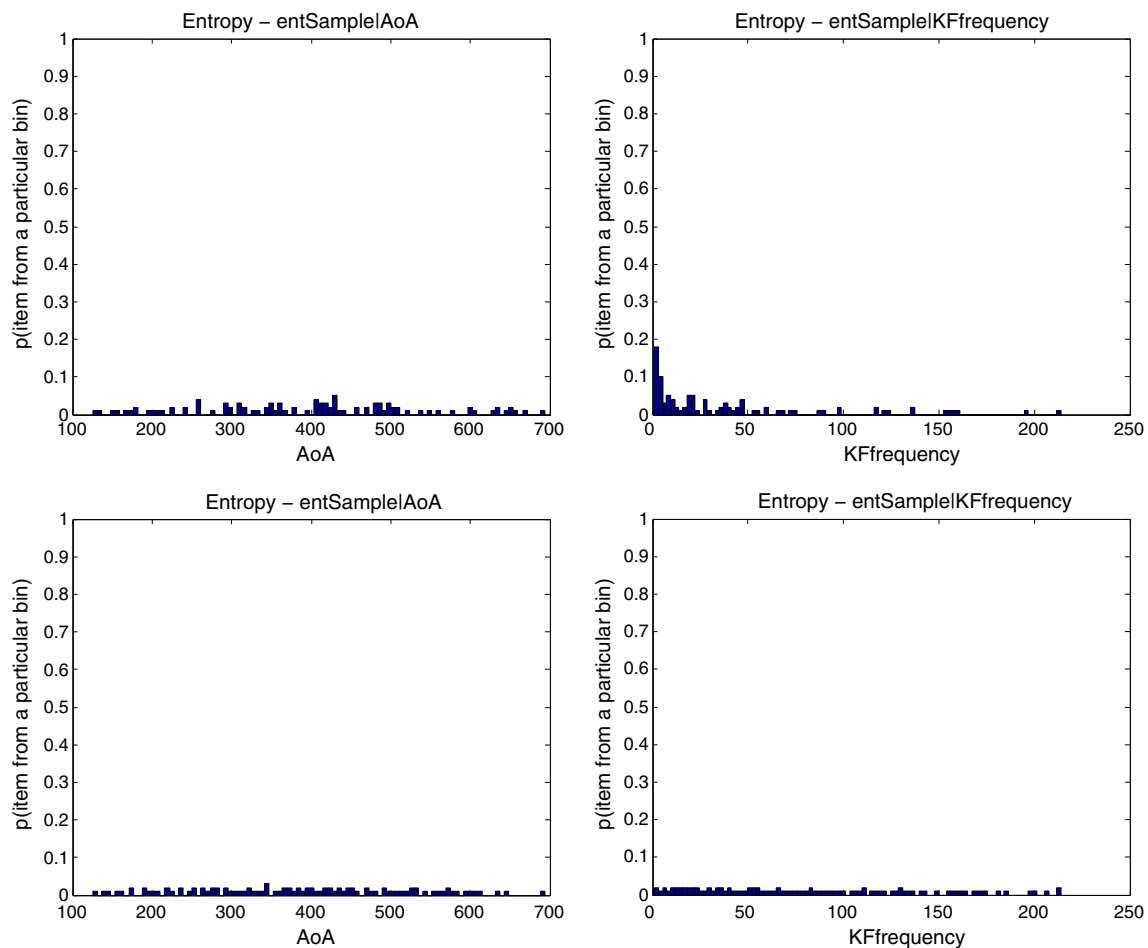 Entropy – entSample|AoA
1
0.9
0.8
0.7
0.6
0.5
0.4
0.3
0.2
0.1
0
p(item from a particular bin)
100 200 300 400 500 600 700
AoA
Entropy – entSample|KFfrequency
1
0.9
0.8
0.7
0.6
0.5
0.4
0.3
0.2
0.1
0
p(item from a particular bin)
0 50 100 150 200 250
KFfrequency
Entropy – entSample|AoA
1
0.9
0.8
0.7
0.6
0.5
0.4
0.3
0.2
0.1
0
p(item from a particular bin)
100 200 300 400 500 600 700
AoA
Entropy – entSample|KFfrequency
1
0.9
0.8
0.7
0.6
0.5
0.4
0.3
0.2
0.1
0
p(item from a particular bin)
0 50 100 150 200 250
KFfrequency